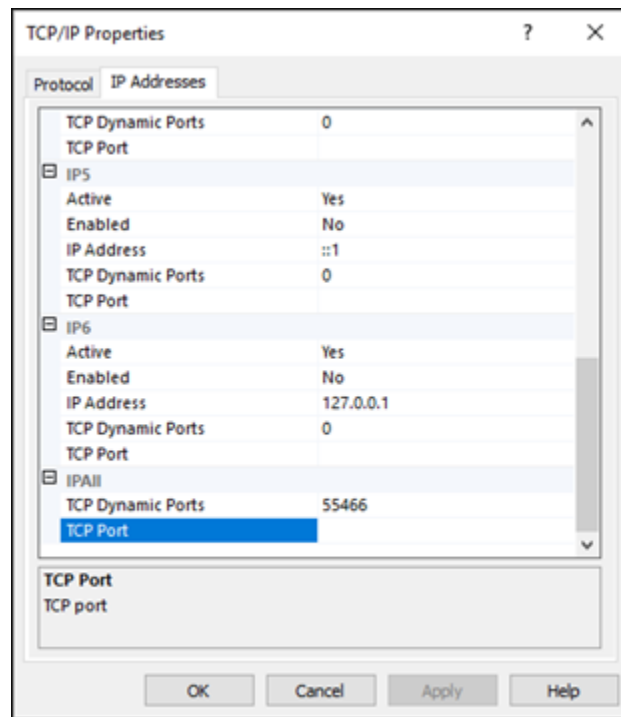 TCP/IP Properties ? ×
Protocol IP Addresses
TCP Dynamic Ports 0
TCP Port
IP5
Active Yes
Enabled No
IP Address ::1
TCP Dynamic Ports 0
TCP Port
IP6
Active Yes
Enabled No
IP Address 127.0.0.1
TCP Dynamic Ports 0
TCP Port
IPAll
TCP Dynamic Ports 55466
TCP Port
TCP Port
TCP port
OK Cancel Apply Help